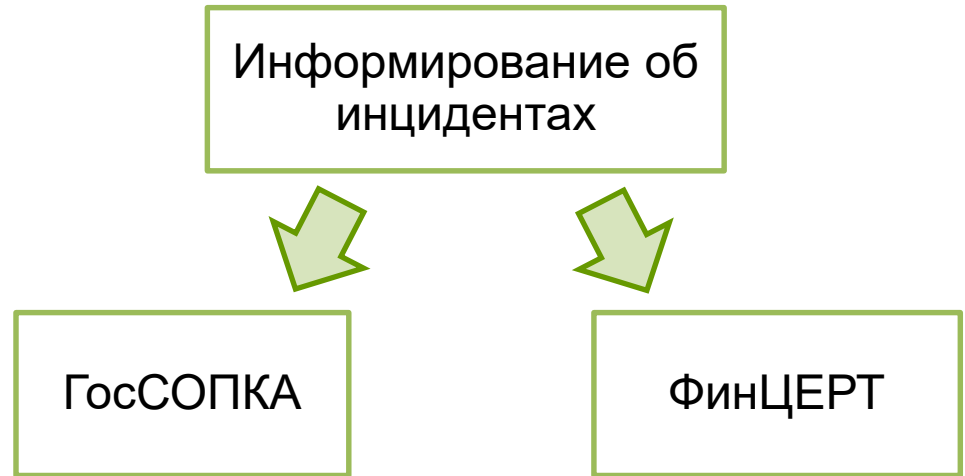 Информирование об
инцидентах
ГосСОПКА
ФинЦЕРТ